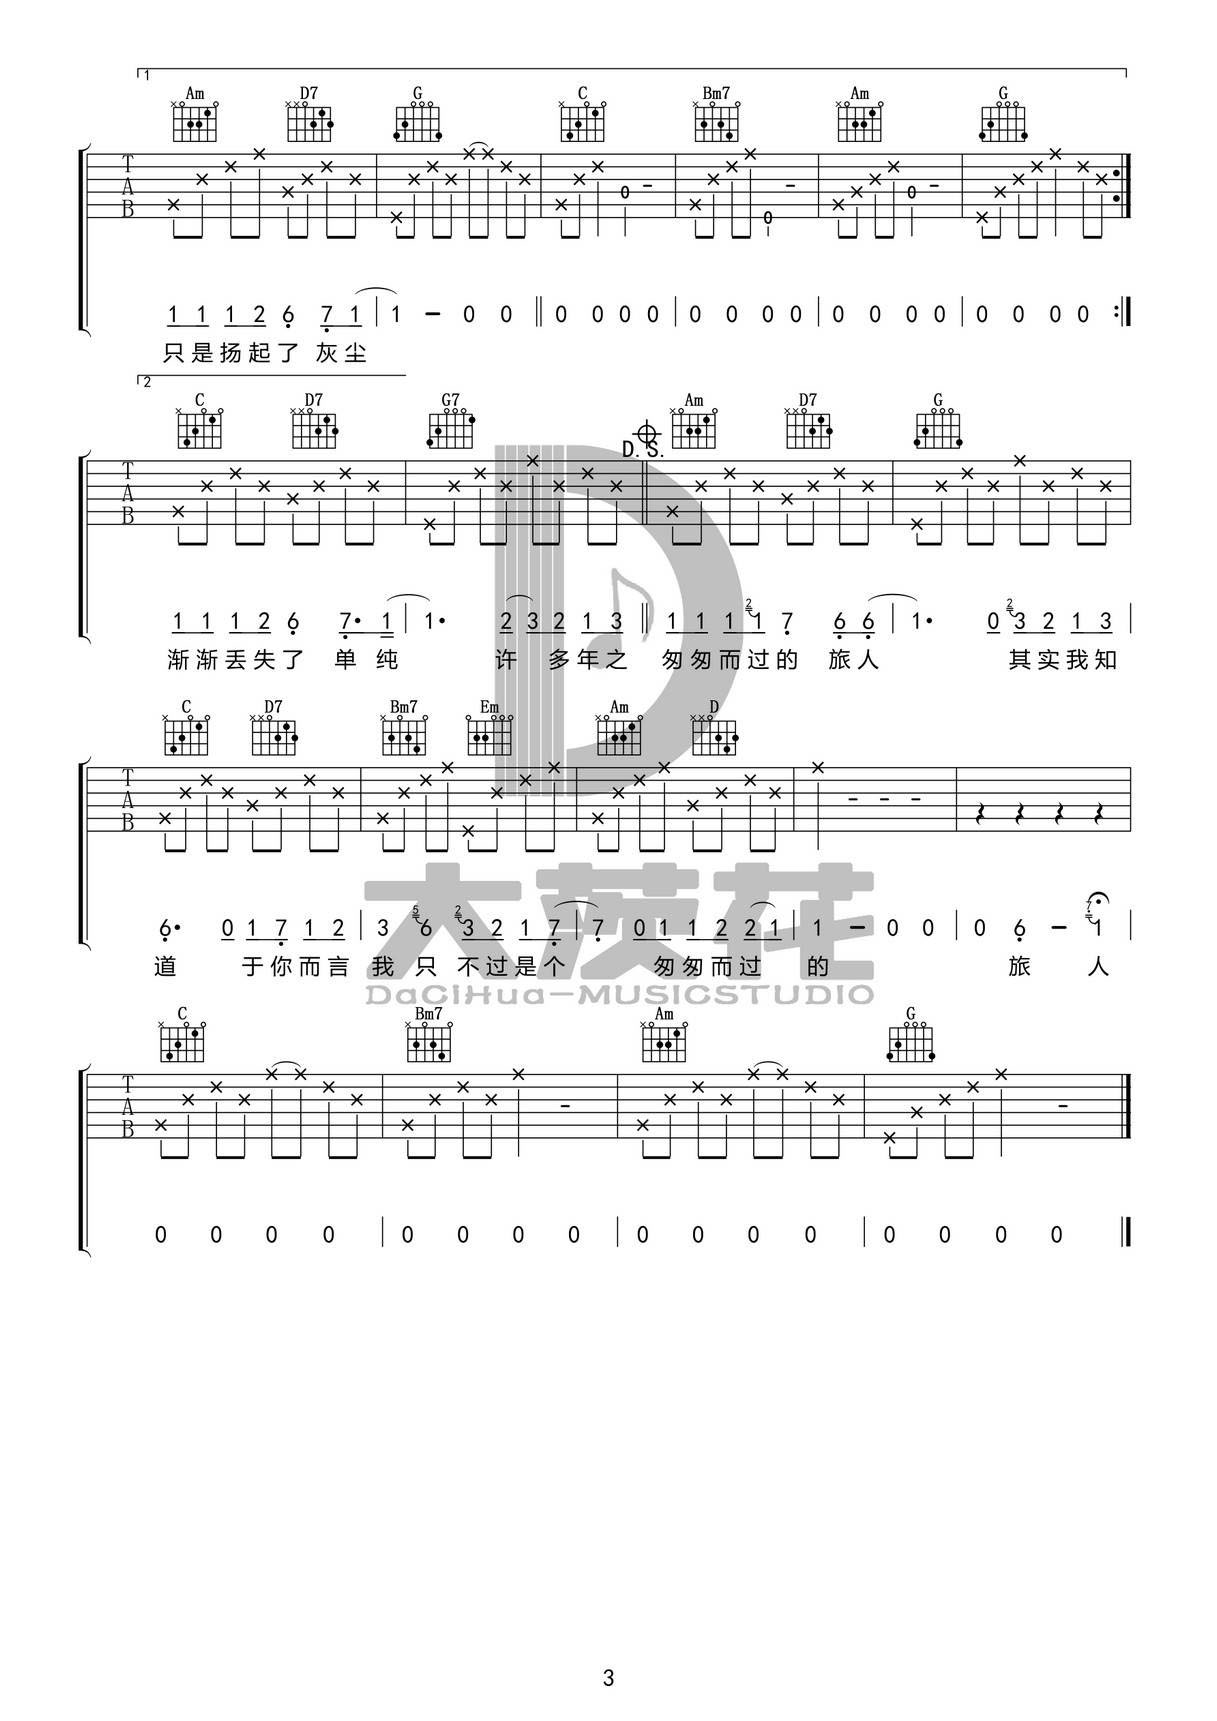 1
Am D7 G C Bm7 Am G
T
A
B
0 0 0
1 1 1 2 6 7 1 1 – 0 0 0 0 0 0 0 0 0 0 0 0 0 0 0 0 0 0
只是扬起了 灰尘
2
C D7 G7 D.S. Am D7 G
T
A
B
1 1 1 2 6 7· 1 1· 2 3 2 1 3 1 1 1 2 1 7 6 6 1· 0 2 3 2 1 3
渐渐丢失了 单纯 许 多年之 匆匆而过的 旅人 其实我知
C D7 Bm7 Em Am D
T
A
B
6· 0 1 7 1 2 3 5 6 2 3 2 1 7 7 0 1 1 2 2 1 1 – 0 0 0 6 – 7 1
道 于你而言 我 只 不过是个 匆匆而过 的 旅 人
大茨花
DaCiHua-MUSICSTUDIO
C Bm7 Am G
T
A
B
0 0 0 0 0 0 0 0 0 0 0 0 0 0 0 0
3